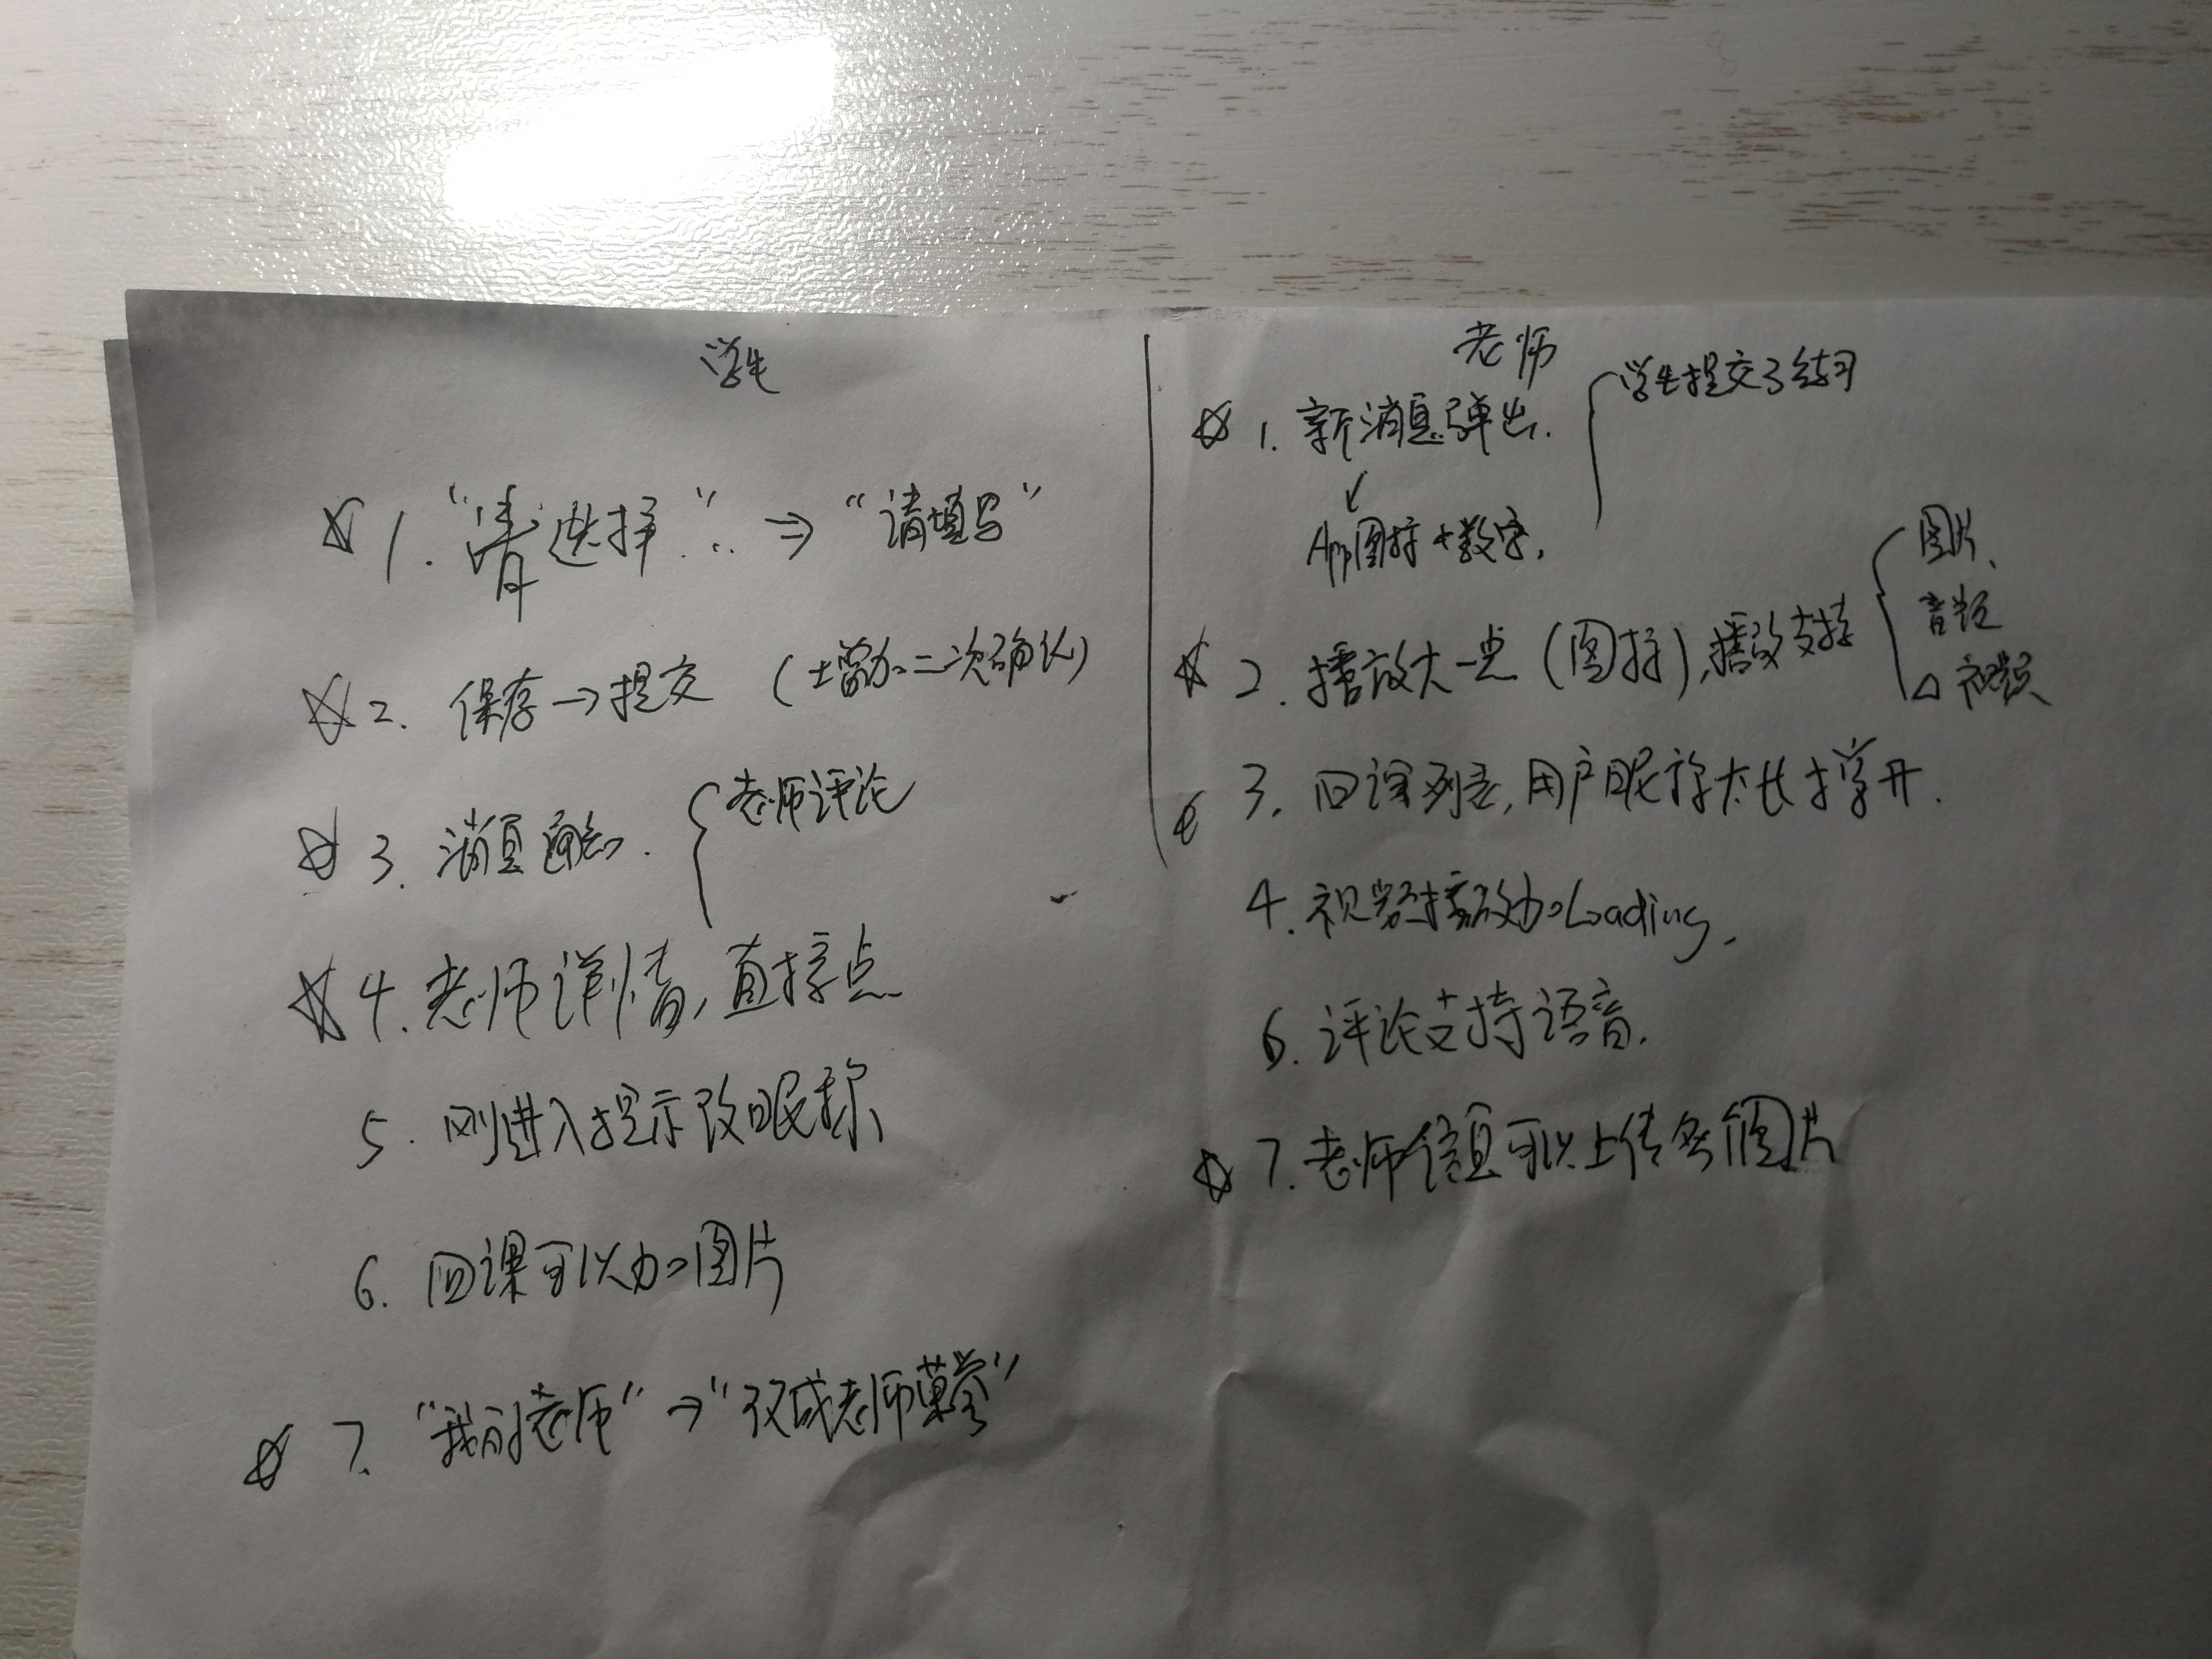 学生
☆ 1. “请选择”... ⇒ “请填写”
☆ 2. 保存→提交 (增加二次确认)
☆ 3. 消息通知. { 老师评论
☆ 4. 老师详情, 直接点
5. 刚进入提示改昵称
6. 回课可以加图片
☆ 7. “我的老师” → “双成老师葉莹”
老师
☆ 1. 新消息弹出. { 学生提交了练习
↙
App图标+数字.
☆ 2. 播放大一点 (图标), 播放支持 { 图片、
音频
△ 视频
3. 回课列表, 用户昵称太长撑开.
4. 视频播放加Loading.
6. 评论支持语音.
☆ 7. 老师信息可以上传多个图片